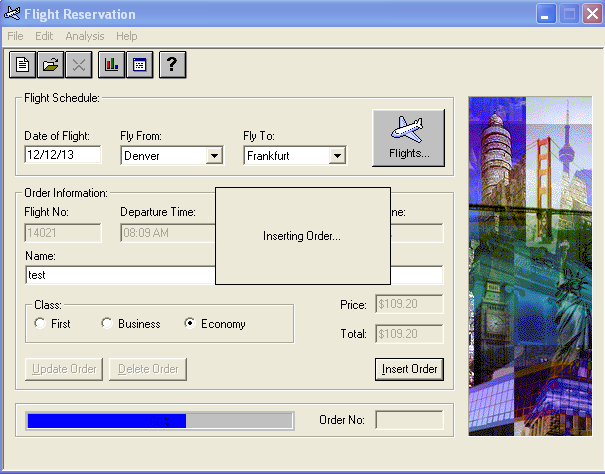 Flight Reservation
File Edit Analysis Help
?
Flight Schedule:
Date of Flight: Fly From: Fly To:
12/12/13 Denver Frankfurt
Flights...
Order Information:
Flight No: Departure Time:
14021 08:09 AM
Inserting Order...
Name:
test
Class: Price: $109.20
First Business Economy
Total: $109.20
Update Order Delete Order Insert Order
Order No: